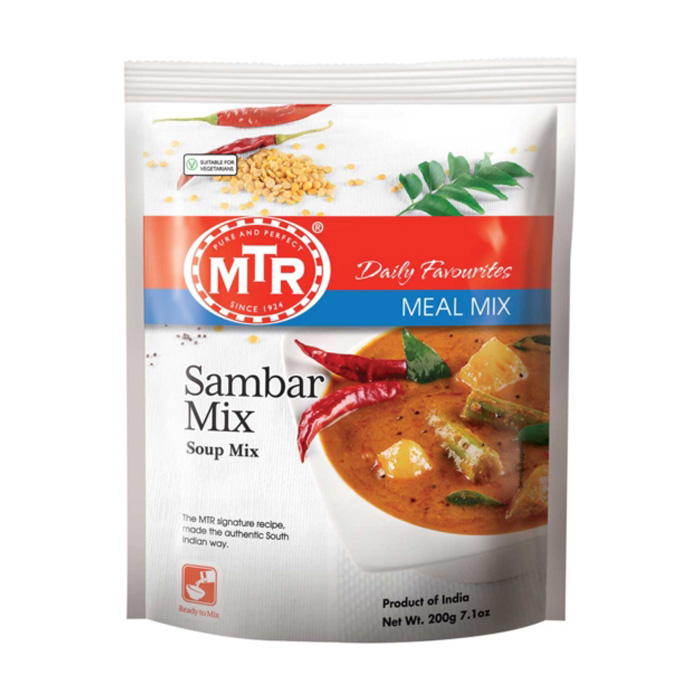 SUITABLE FOR
VEGETARIANS
PURE AND PERFECT
MTR
®
SINCE 1924
Daily Favourites
MEAL MIX
Sambar
Mix
Soup Mix
The MTR signature recipe,
made the authentic South
Indian way.
Ready to Mix
Product of India
Net Wt. 200g 7.1oz